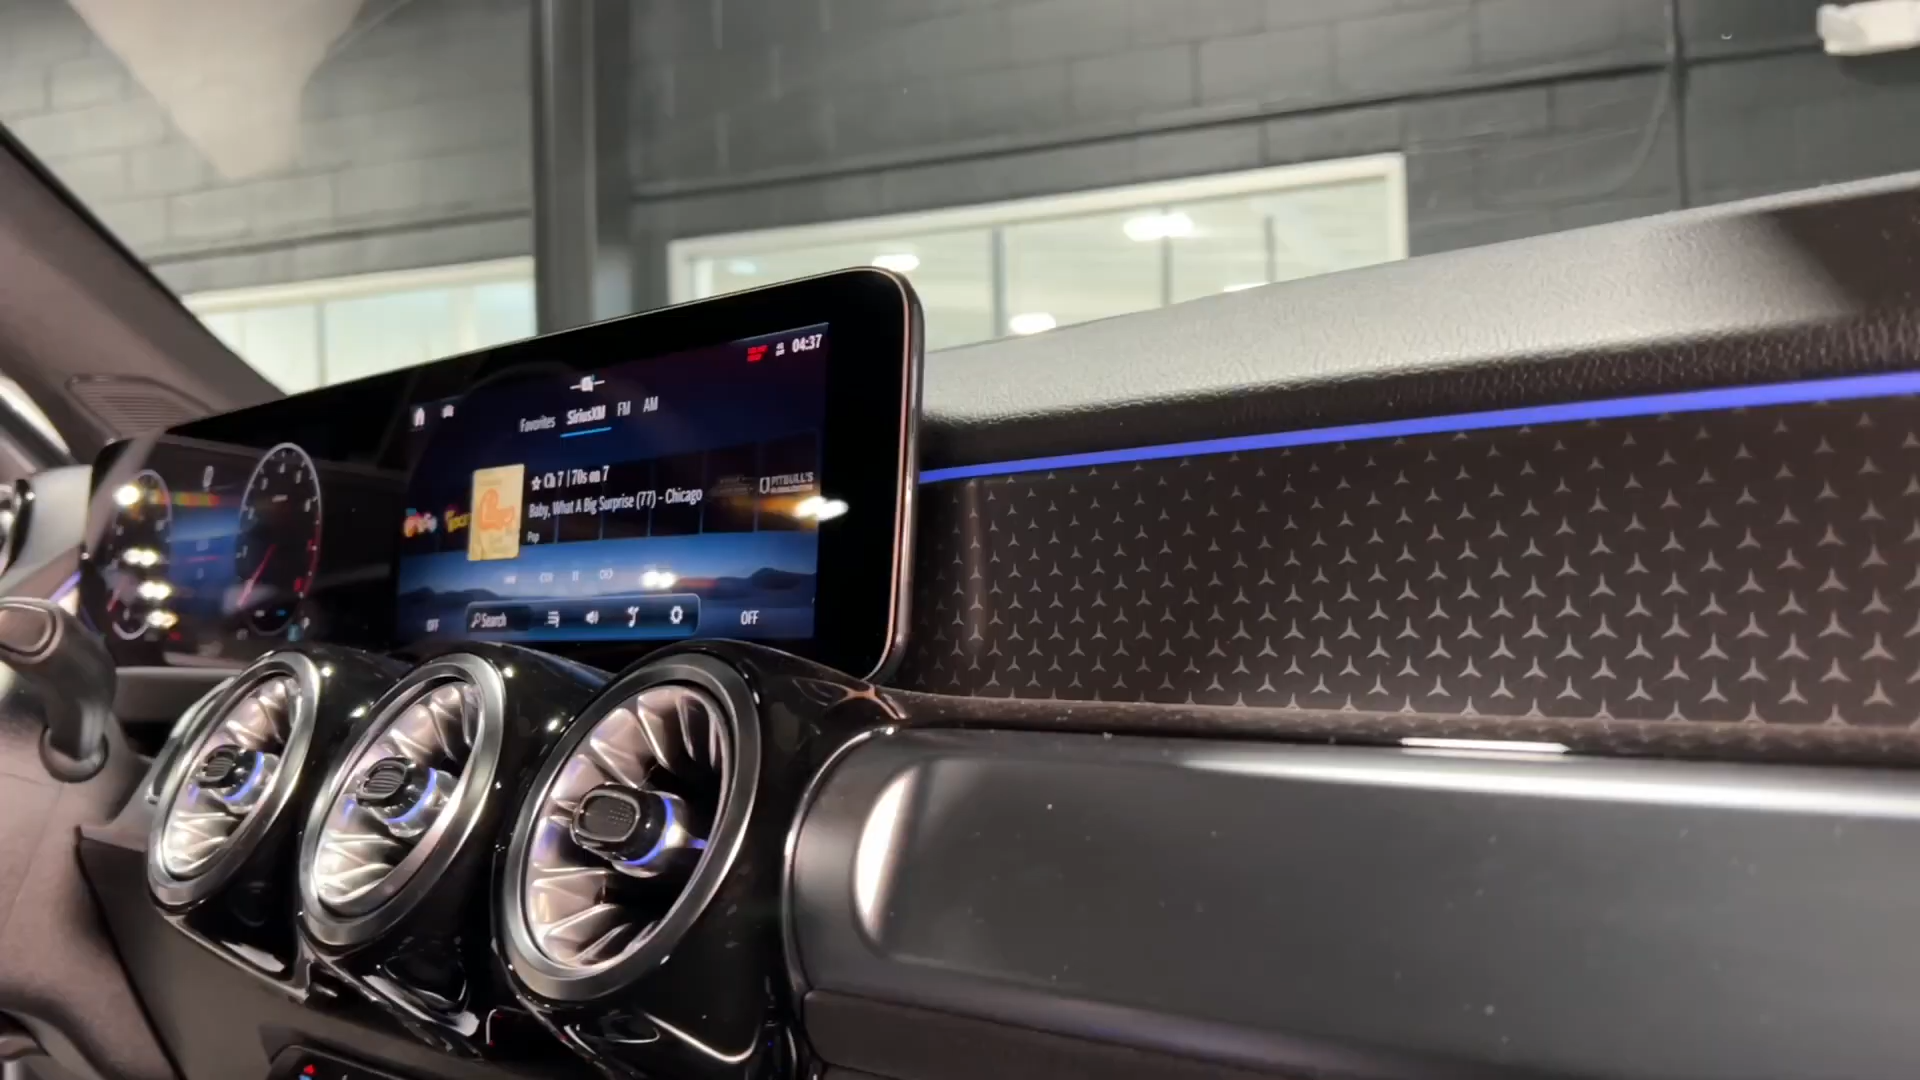 04:37
Favorites SiriusXM FM AM
★ Ch 7 | 70s on 7
Baby, What A Big Surprise (77) - Chicago
Pop
PITBULL'S
OFF
Search
OFF